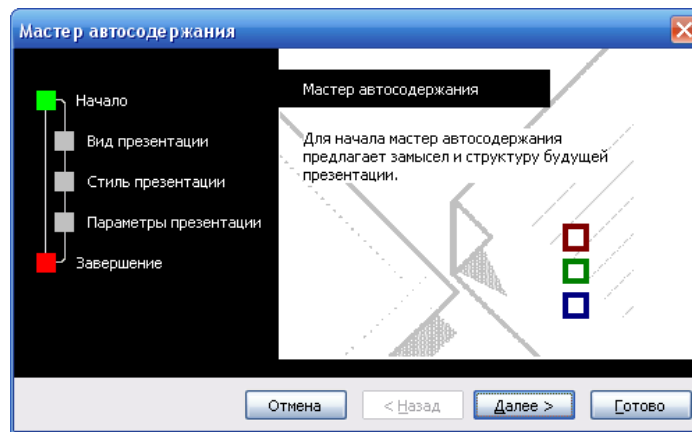 Мастер автосодержания
Начало
Вид презентации
Стиль презентации
Параметры презентации
Завершение
Мастер автосодержания
Для начала мастер автосодержания
предлагает замысел и структуру будущей
презентации.
Отмена
< Назад
Далее >
Готово